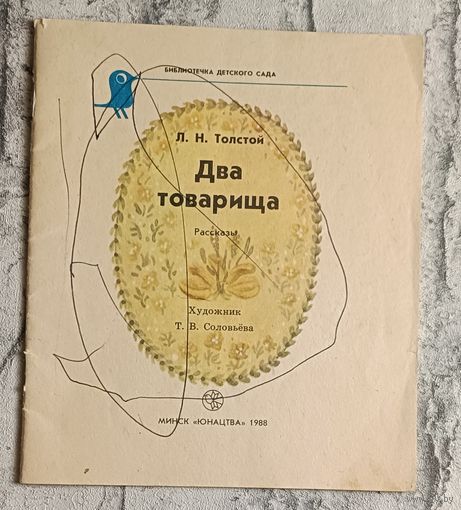 БИБЛИОТЕЧКА ДЕТСКОГО САДА
Л. Н. Толстой
Два
товарища
Рассказы
Художник
Т. В. Соловьёва
МИНСК «ЮНАЦТВА» 1988